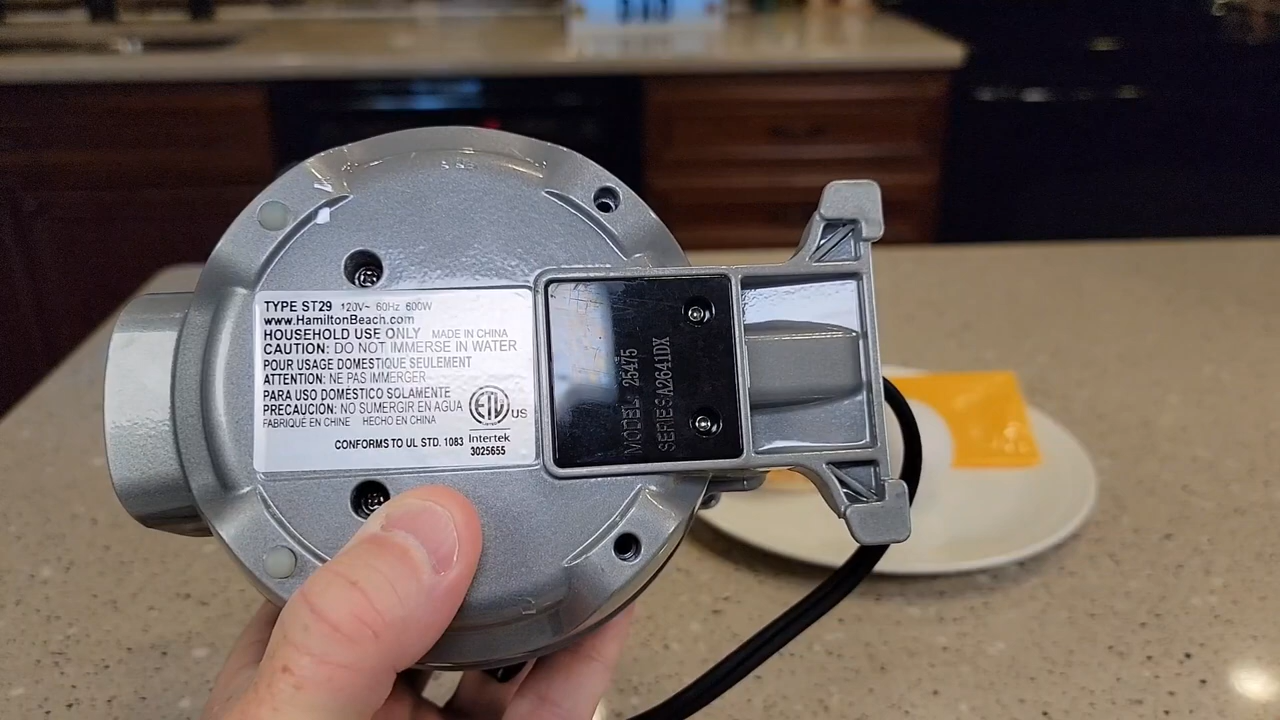 TYPE ST29 120V~ 60Hz 600W
www.HamiltonBeach.com
HOUSEHOLD USE ONLY MADE IN CHINA
CAUTION: DO NOT IMMERSE IN WATER
POUR USAGE DOMESTIQUE SEULEMENT
ATTENTION: NE PAS IMMERGER
PARA USO DOMESTICO SOLAMENTE
PRECAUCION: NO SUMERGIR EN AGUA
FABRIQUÉ EN CHINE HECHO EN CHINA
CONFORMS TO UL STD. 1083
ETL US
Intertek
3025655
MODEL: 25475
SERIES:A2641DX